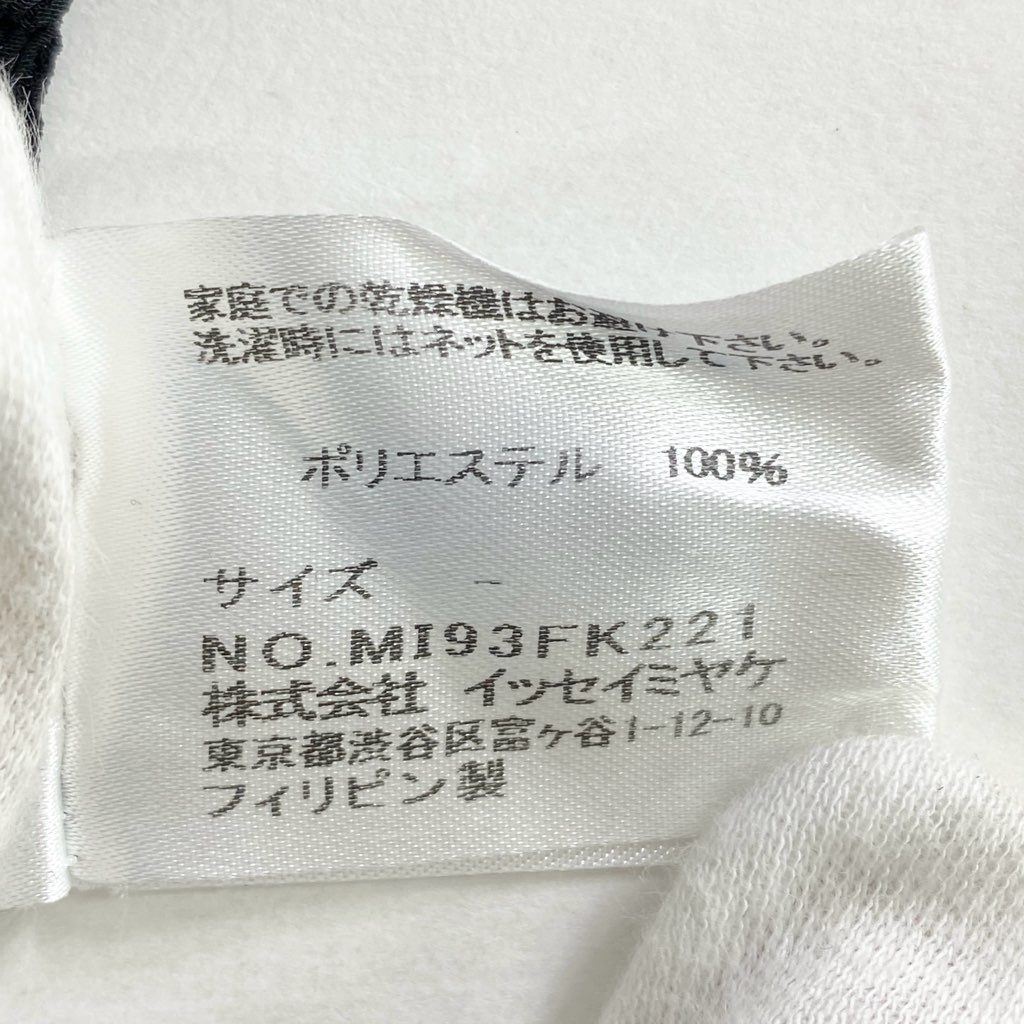 家庭での乾燥機はお避け下さい。
洗濯時にはネットを使用して下さい。
ポリエステル 100%
サイズ -
NO.MI93FK221
株式会社 イッセイミヤケ
東京都渋谷区富ヶ谷1-12-10
フィリピン製